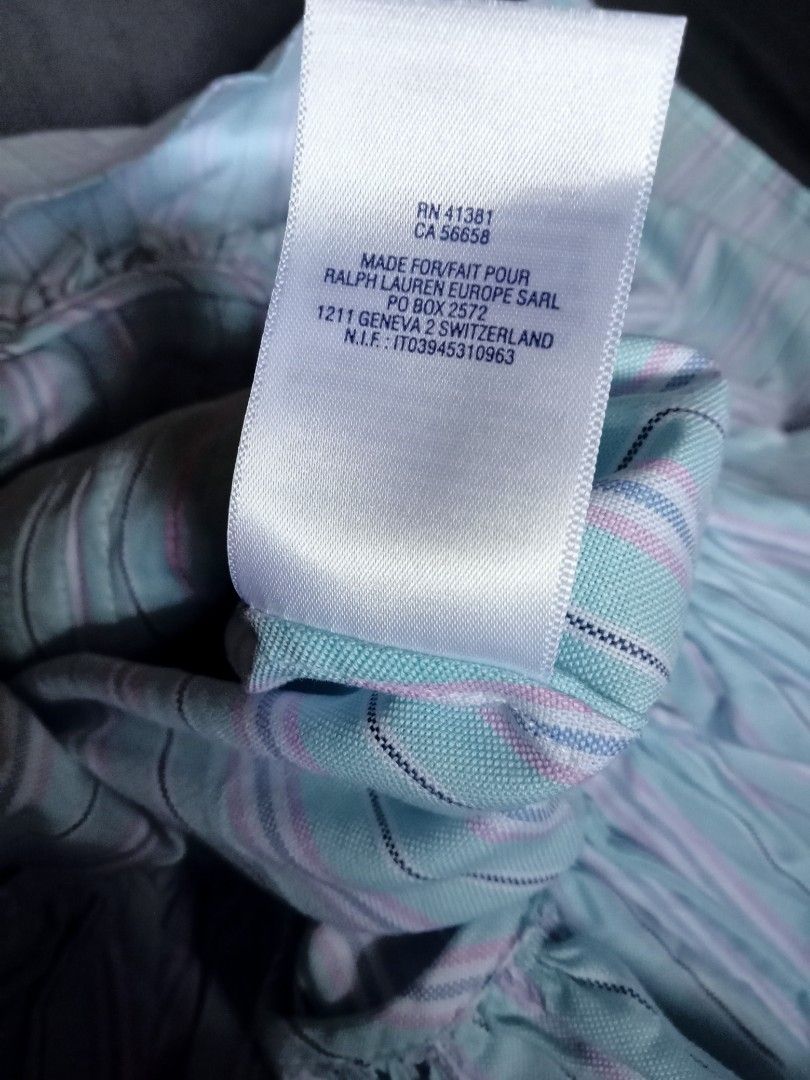 RN 41381
CA 56658
MADE FOR/FAIT POUR
RALPH LAUREN EUROPE SARL
PO BOX 2572
1211 GENEVA 2 SWITZERLAND
N.I.F. : IT03945310963